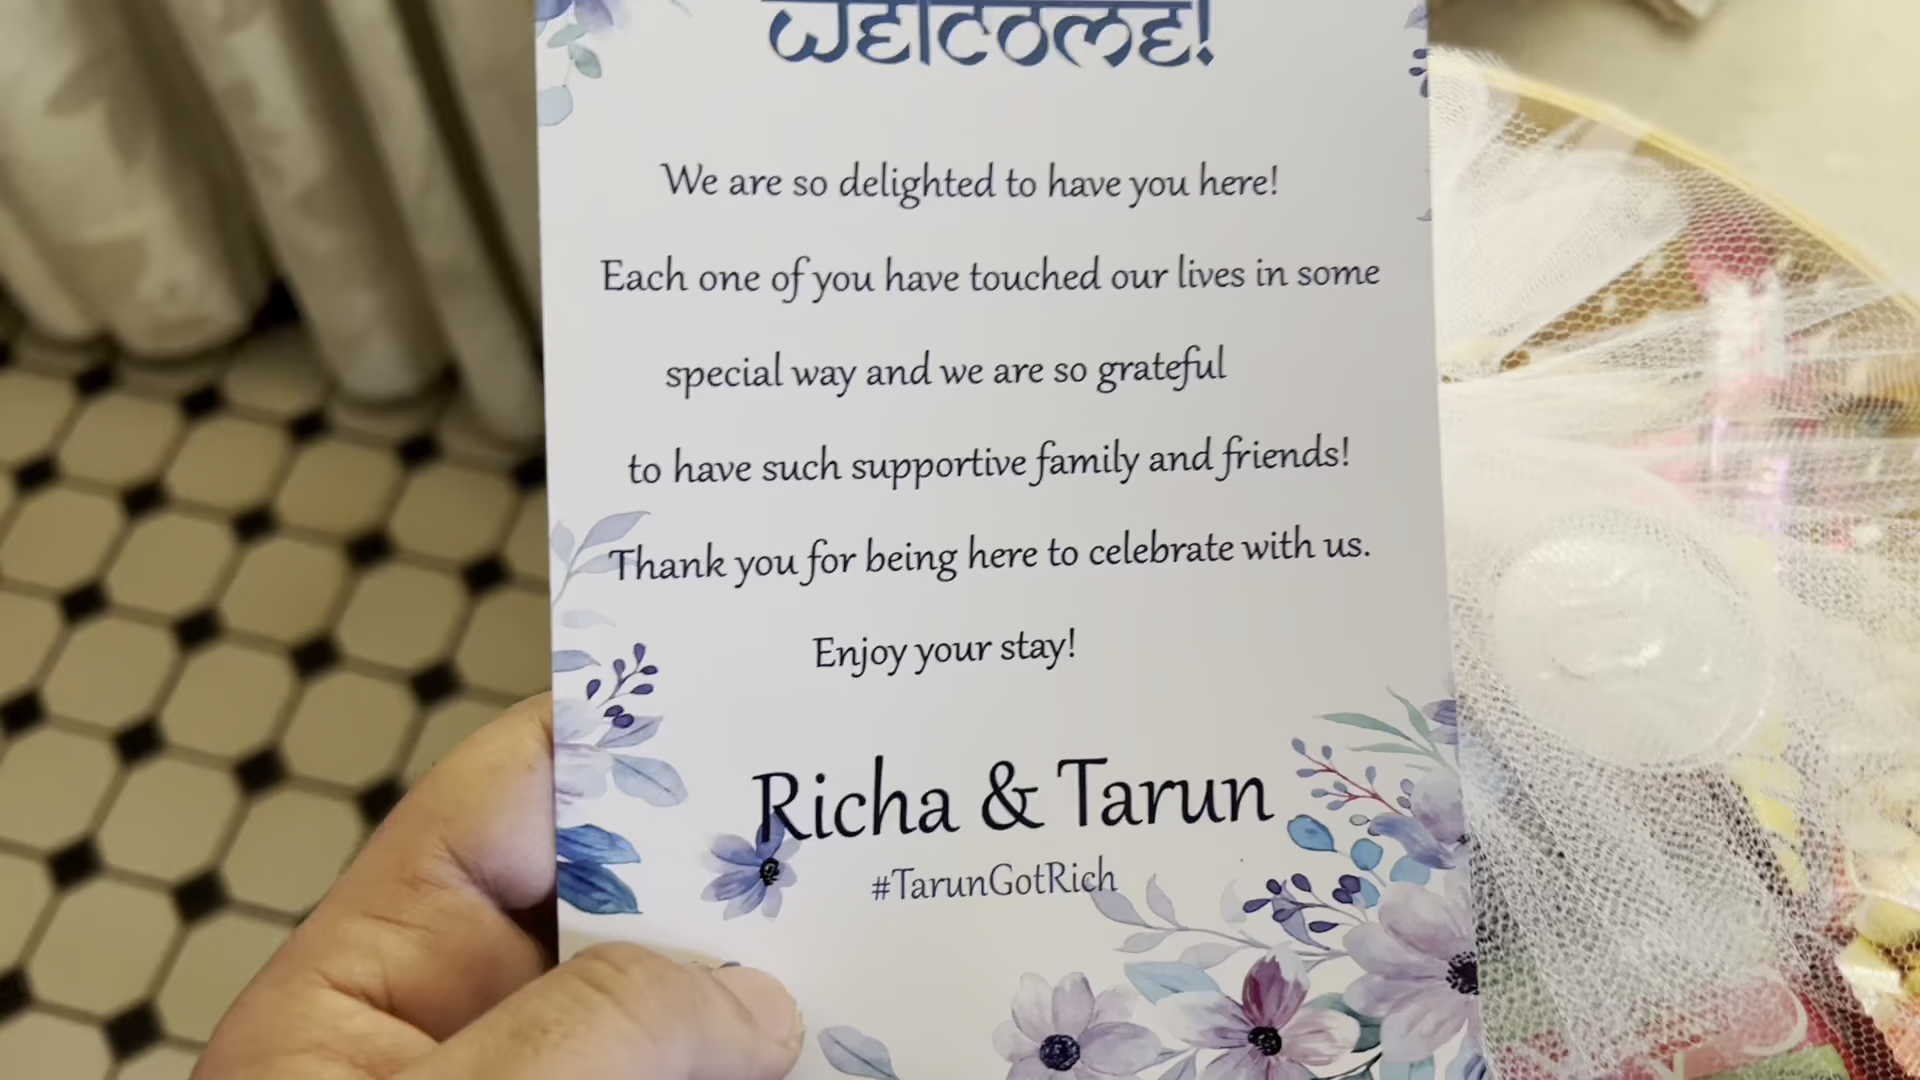 WELCOME!
We are so delighted to have you here!
Each one of you have touched our lives in some
special way and we are so grateful
to have such supportive family and friends!
Thank you for being here to celebrate with us.
Enjoy your stay!
Richa & Tarun
#TarunGotRich